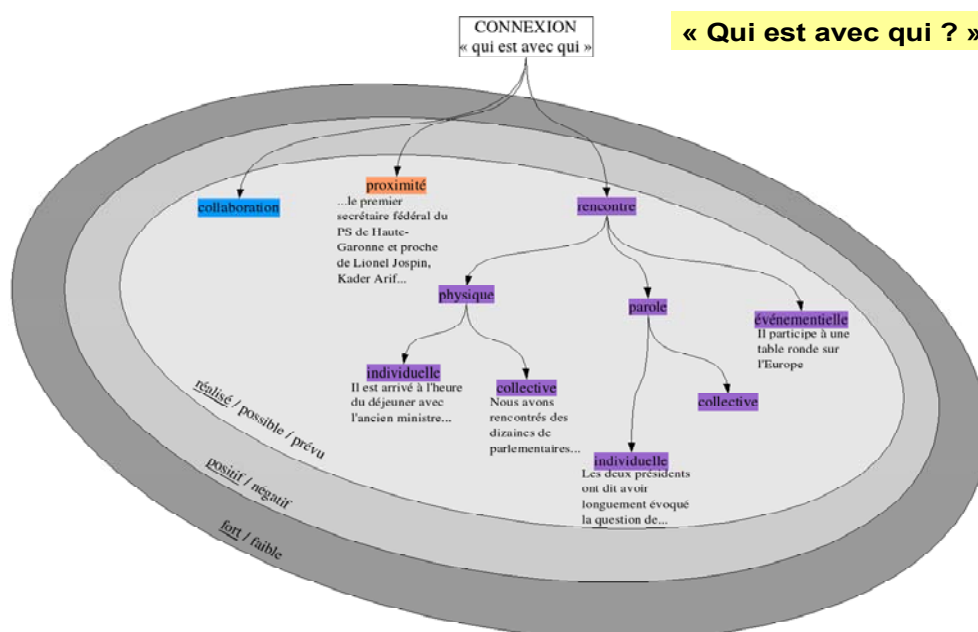 CONNEXION
« qui est avec qui »
« Qui est avec qui ? »
collaboration
proximité
...le premier
secrétaire fédéral du
PS de Haute-
Garonne et proche
de Lionel Jospin,
Kader Arif...
rencontre
physique
parole
événementielle
Il participe à une
table ronde sur
l'Europe
individuelle
Il est arrivé à l'heure
du déjeuner avec
l'ancien ministre...
collective
Nous avons
rencontrés des
dizaines de
parlementaires...
collective
individuelle
Les deux présidents
ont dit avoir
longuement évoqué
la question de...
réalisé / possible / prévu
positif / négatif
fort / faible